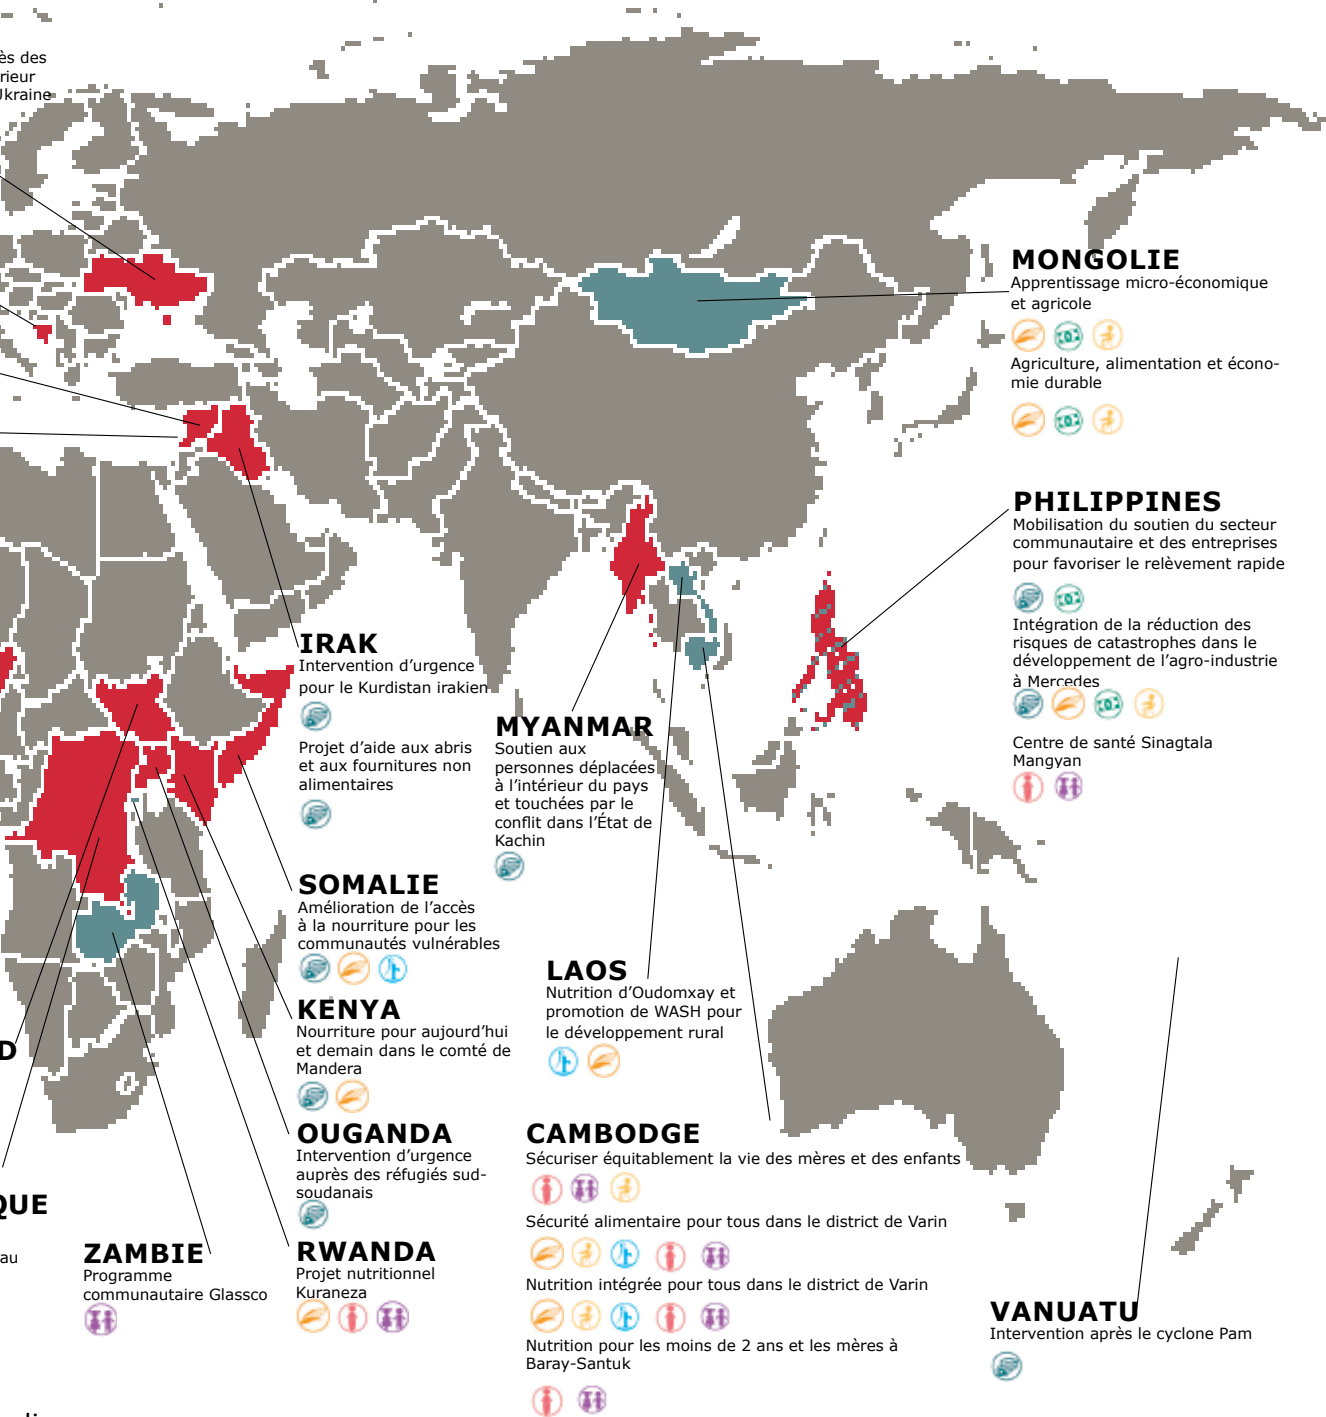 ès des
rieur
Ukraine
MONGOLIE
Apprentissage micro-économique
et agricole
Agriculture, alimentation et écono-
mie durable
PHILIPPINES
Mobilisation du soutien du secteur
communautaire et des entreprises
pour favoriser le relèvement rapide
Intégration de la réduction des
risques de catastrophes dans le
développement de l’agro-industrie
à Mercedes
Centre de santé Sinagtala
Mangyan
IRAK
Intervention d’urgence
pour le Kurdistan irakien
Projet d’aide aux abris
et aux fournitures non
alimentaires
MYANMAR
Soutien aux
personnes déplacées
à l’intérieur du pays
et touchées par le
conflit dans l’État de
Kachin
SOMALIE
Amélioration de l’accès
à la nourriture pour les
communautés vulnérables
LAOS
Nutrition d’Oudomxay et
promotion de WASH pour
le développement rural
KENYA
Nourriture pour aujourd’hui
et demain dans le comté de
Mandera
D
OUGANDA
Intervention d’urgence
auprès des réfugiés sud-
soudanais
CAMBODGE
Sécuriser équitablement la vie des mères et des enfants
Sécurité alimentaire pour tous dans le district de Varin
Nutrition intégrée pour tous dans le district de Varin
Nutrition pour les moins de 2 ans et les mères à
Baray-Santuk
QUE
au
ZAMBIE
Programme
communautaire Glassco
RWANDA
Projet nutritionnel
Kuraneza
VANUATU
Intervention après le cyclone Pam